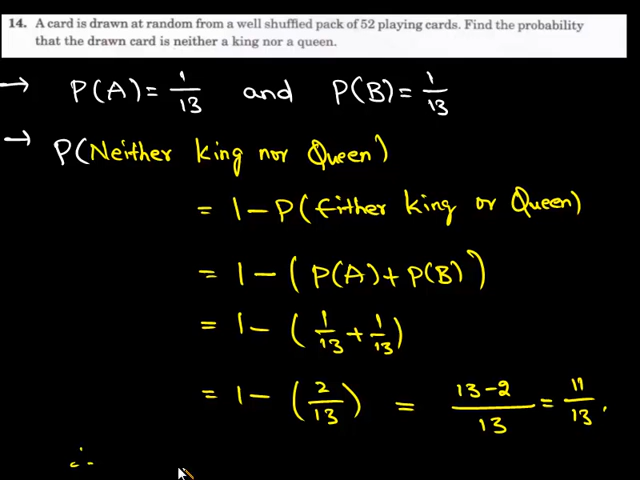 14. A card is drawn at random from a well shuffled pack of 52 playing cards. Find the probability
that the drawn card is neither a king nor a queen.
→ P(A) = 1/13 and P(B) = 1/13
→ P(Neither king nor Queen)
= 1 - P(Either king or Queen)
= 1 - (P(A) + P(B))
= 1 - (1/13 + 1/13)
= 1 - (2/13) = 13-2/13 = 11/13.
∴